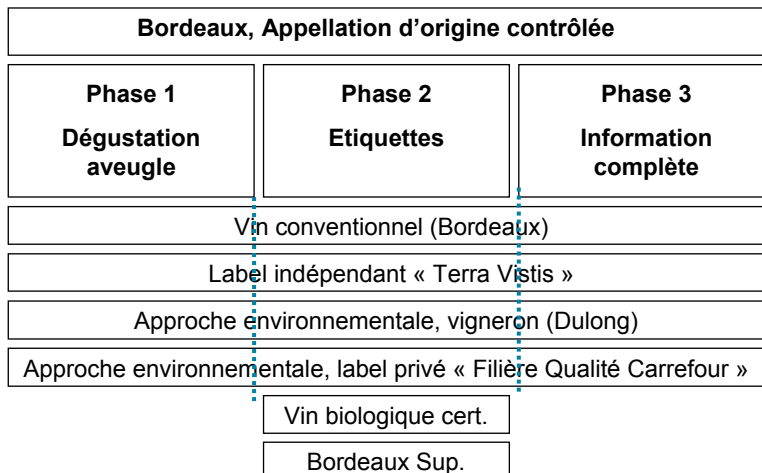 Bordeaux, Appellation d’origine contrôlée
Phase 1
Dégustation
aveugle
Phase 2
Etiquettes
Phase 3
Information
complète
Vin conventionnel (Bordeaux)
Label indépendant « Terra Vistis »
Approche environnementale, vigneron (Dulong)
Approche environnementale, label privé « Filière Qualité Carrefour »
Vin biologique cert.
Bordeaux Sup.